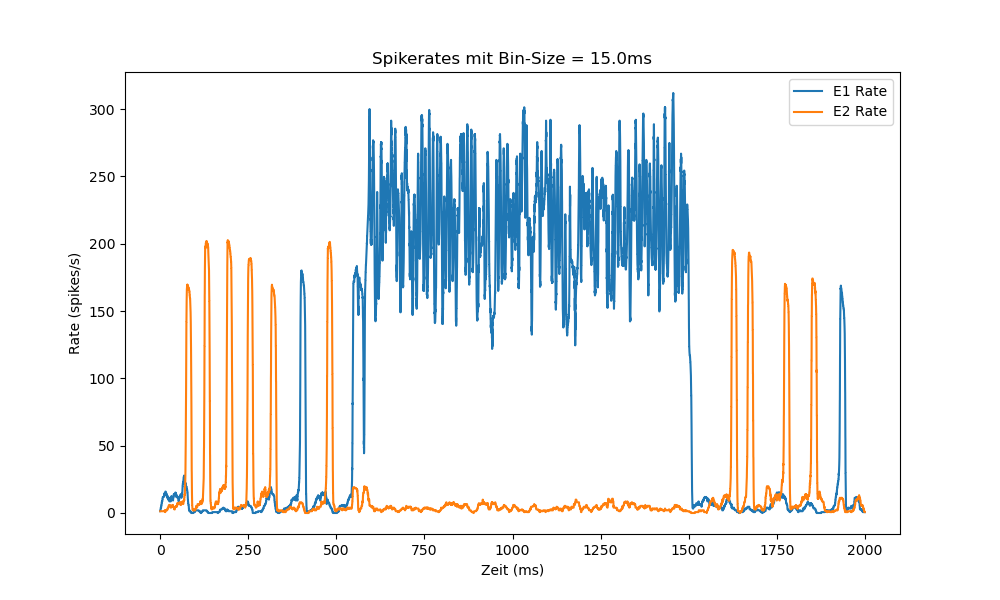 Spikerates mit Bin-Size = 15.0ms
E1 Rate
E2 Rate
Rate (spikes/s)
300
250
200
150
100
50
0
0 250 500 750 1000 1250 1500 1750 2000
Zeit (ms)